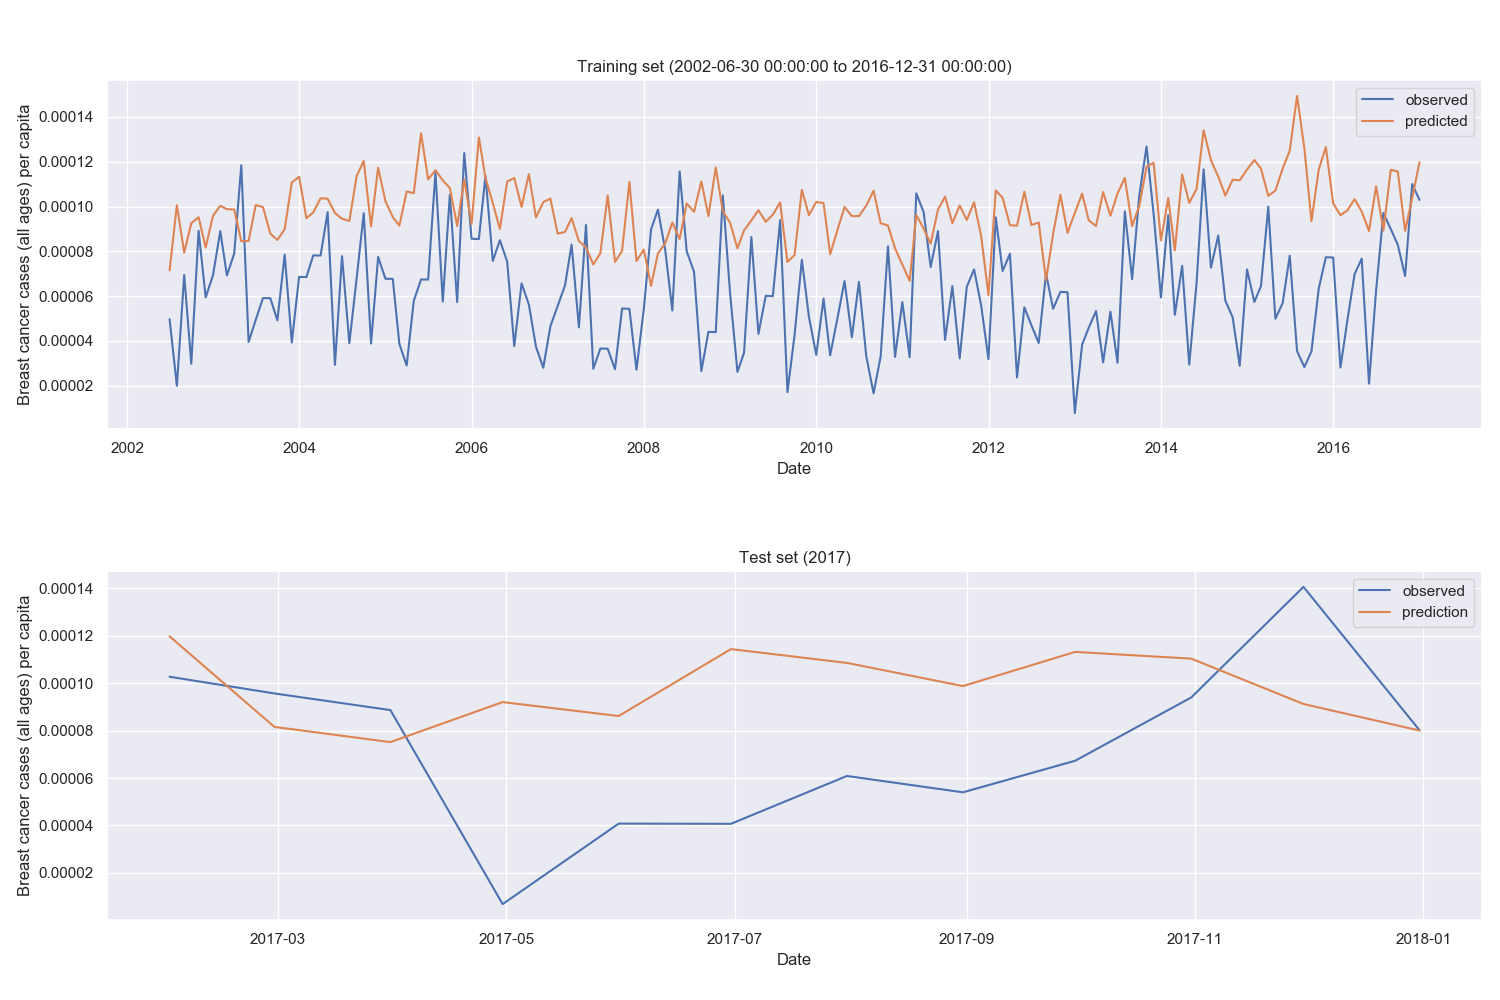 Training set (2002-06-30 00:00:00 to 2016-12-31 00:00:00)
Breast cancer cases (all ages) per capita
0.00014
0.00012
0.00010
0.00008
0.00006
0.00004
0.00002
observed
predicted
2002
2004
2006
2008
2010
2012
2014
2016
Date
Test set (2017)
Breast cancer cases (all ages) per capita
0.00014
0.00012
0.00010
0.00008
0.00006
0.00004
0.00002
observed
prediction
2017-03
2017-05
2017-07
2017-09
2017-11
2018-01
Date